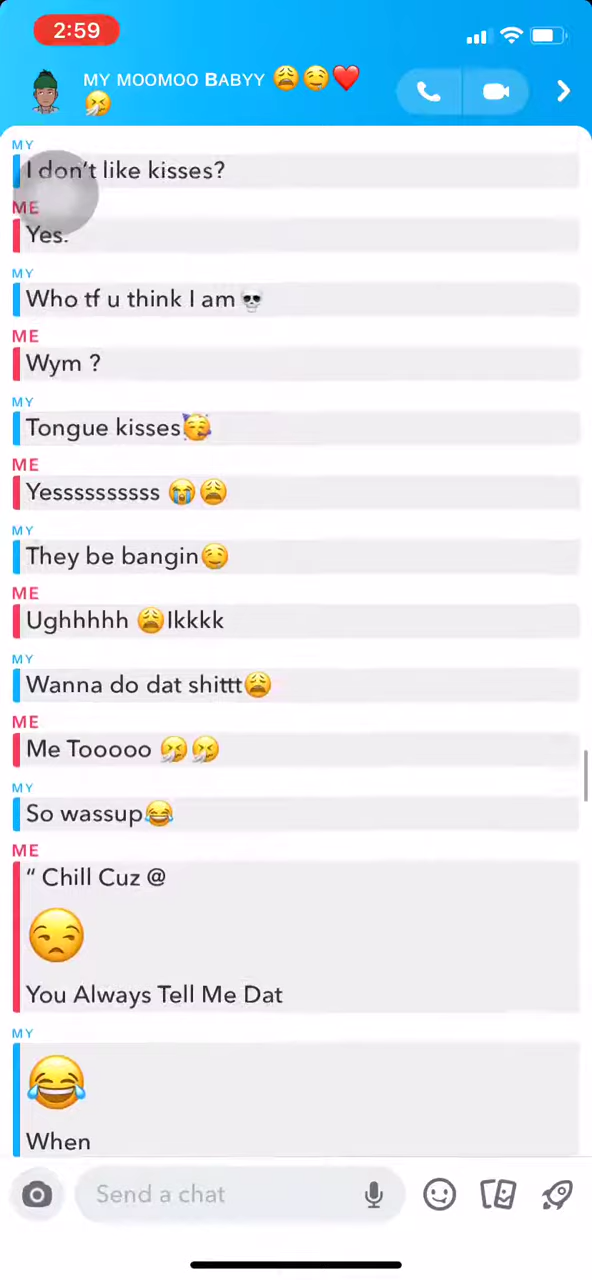 2:59
MY MOOMOO BABYY 😩🤤❤️
🤧
MY
I don't like kisses?
ME
Yes.
MY
Who tf u think I am💀
ME
Wym ?
MY
Tongue kisses🥳
ME
Yessssssssss 😭😩
MY
They be bangin🤤
ME
Ughhhhh 😩Ikkkk
MY
Wanna do dat shittt😩
ME
Me Tooooo 🤧🤧
MY
So wassup😂
ME
“ Chill Cuz @
😒
You Always Tell Me Dat
MY
😂
When
Send a chat